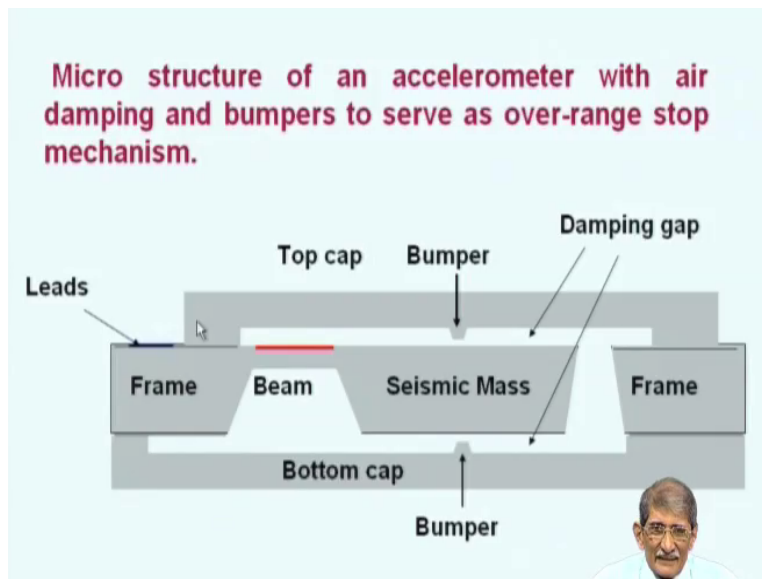 Micro structure of an accelerometer with air
damping and bumpers to serve as over-range stop
mechanism.
Damping gap
Top cap
Bumper
Leads
Frame
Beam
Seismic Mass
Frame
Bottom cap
Bumper